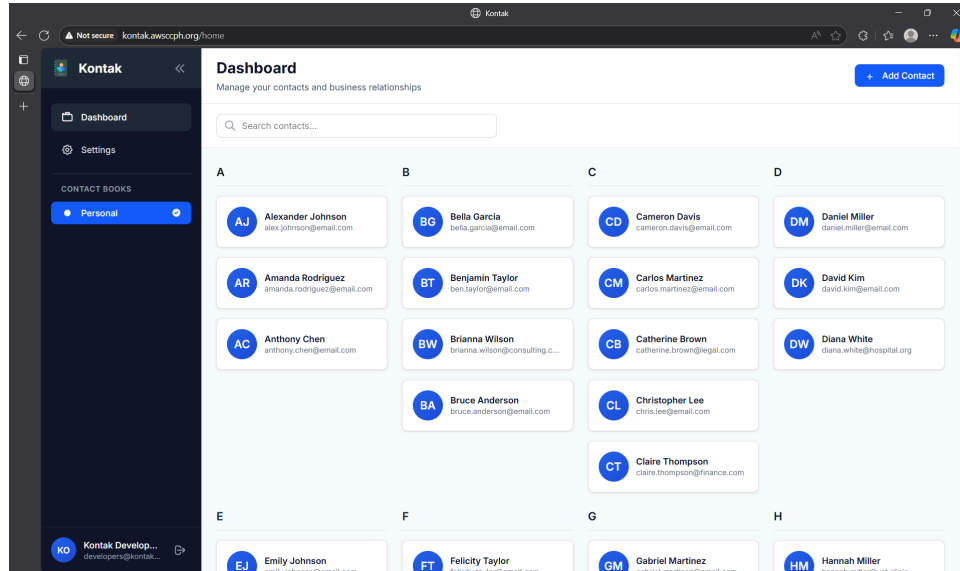 Kontak
Not secure kontak.awsccph.org/home
Kontak
Dashboard
Settings
CONTACT BOOKS
Personal
KO
Kontak Develop...
developers@kontak...
Dashboard
Manage your contacts and business relationships
+ Add Contact
Search contacts...
A
AJ
Alexander Johnson
alex.johnson@email.com
AR
Amanda Rodriguez
amanda.rodriguez@email.com
AC
Anthony Chen
anthony.chen@email.com
B
BG
Bella Garcia
bella.garcia@email.com
BT
Benjamin Taylor
ben.taylor@email.com
BW
Brianna Wilson
brianna.wilson@consulting.c...
BA
Bruce Anderson
bruce.anderson@email.com
C
CD
Cameron Davis
cameron.davis@email.com
CM
Carlos Martinez
carlos.martinez@email.com
CB
Catherine Brown
catherine.brown@legal.com
CL
Christopher Lee
chris.lee@email.com
CT
Claire Thompson
claire.thompson@finance.com
D
DM
Daniel Miller
daniel.miller@email.com
DK
David Kim
david.kim@email.com
DW
Diana White
diana.white@hospital.org
E
EJ
Emily Johnson
F
FT
Felicity Taylor
G
GM
Gabriel Martinez
H
HM
Hannah Miller